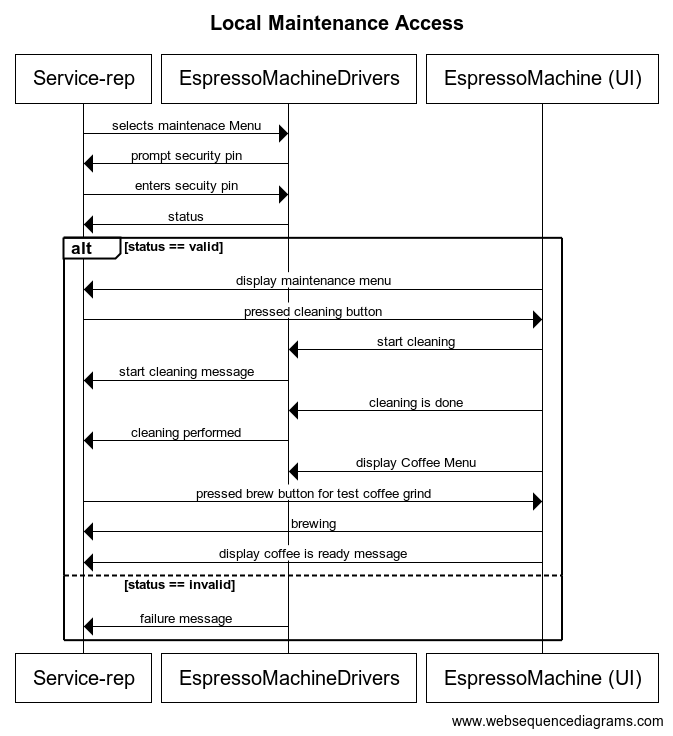 Local Maintenance Access
Service-rep EspressoMachineDrivers EspressoMachine (UI)
selects maintenace Menu
prompt security pin
enters secuity pin
status
alt [status == valid]
display maintenance menu
pressed cleaning button
start cleaning
start cleaning message
cleaning is done
cleaning performed
display Coffee Menu
pressed brew button for test coffee grind
brewing
display coffee is ready message
[status == invalid]
failure message
Service-rep EspressoMachineDrivers EspressoMachine (UI)
www.websequencediagrams.com